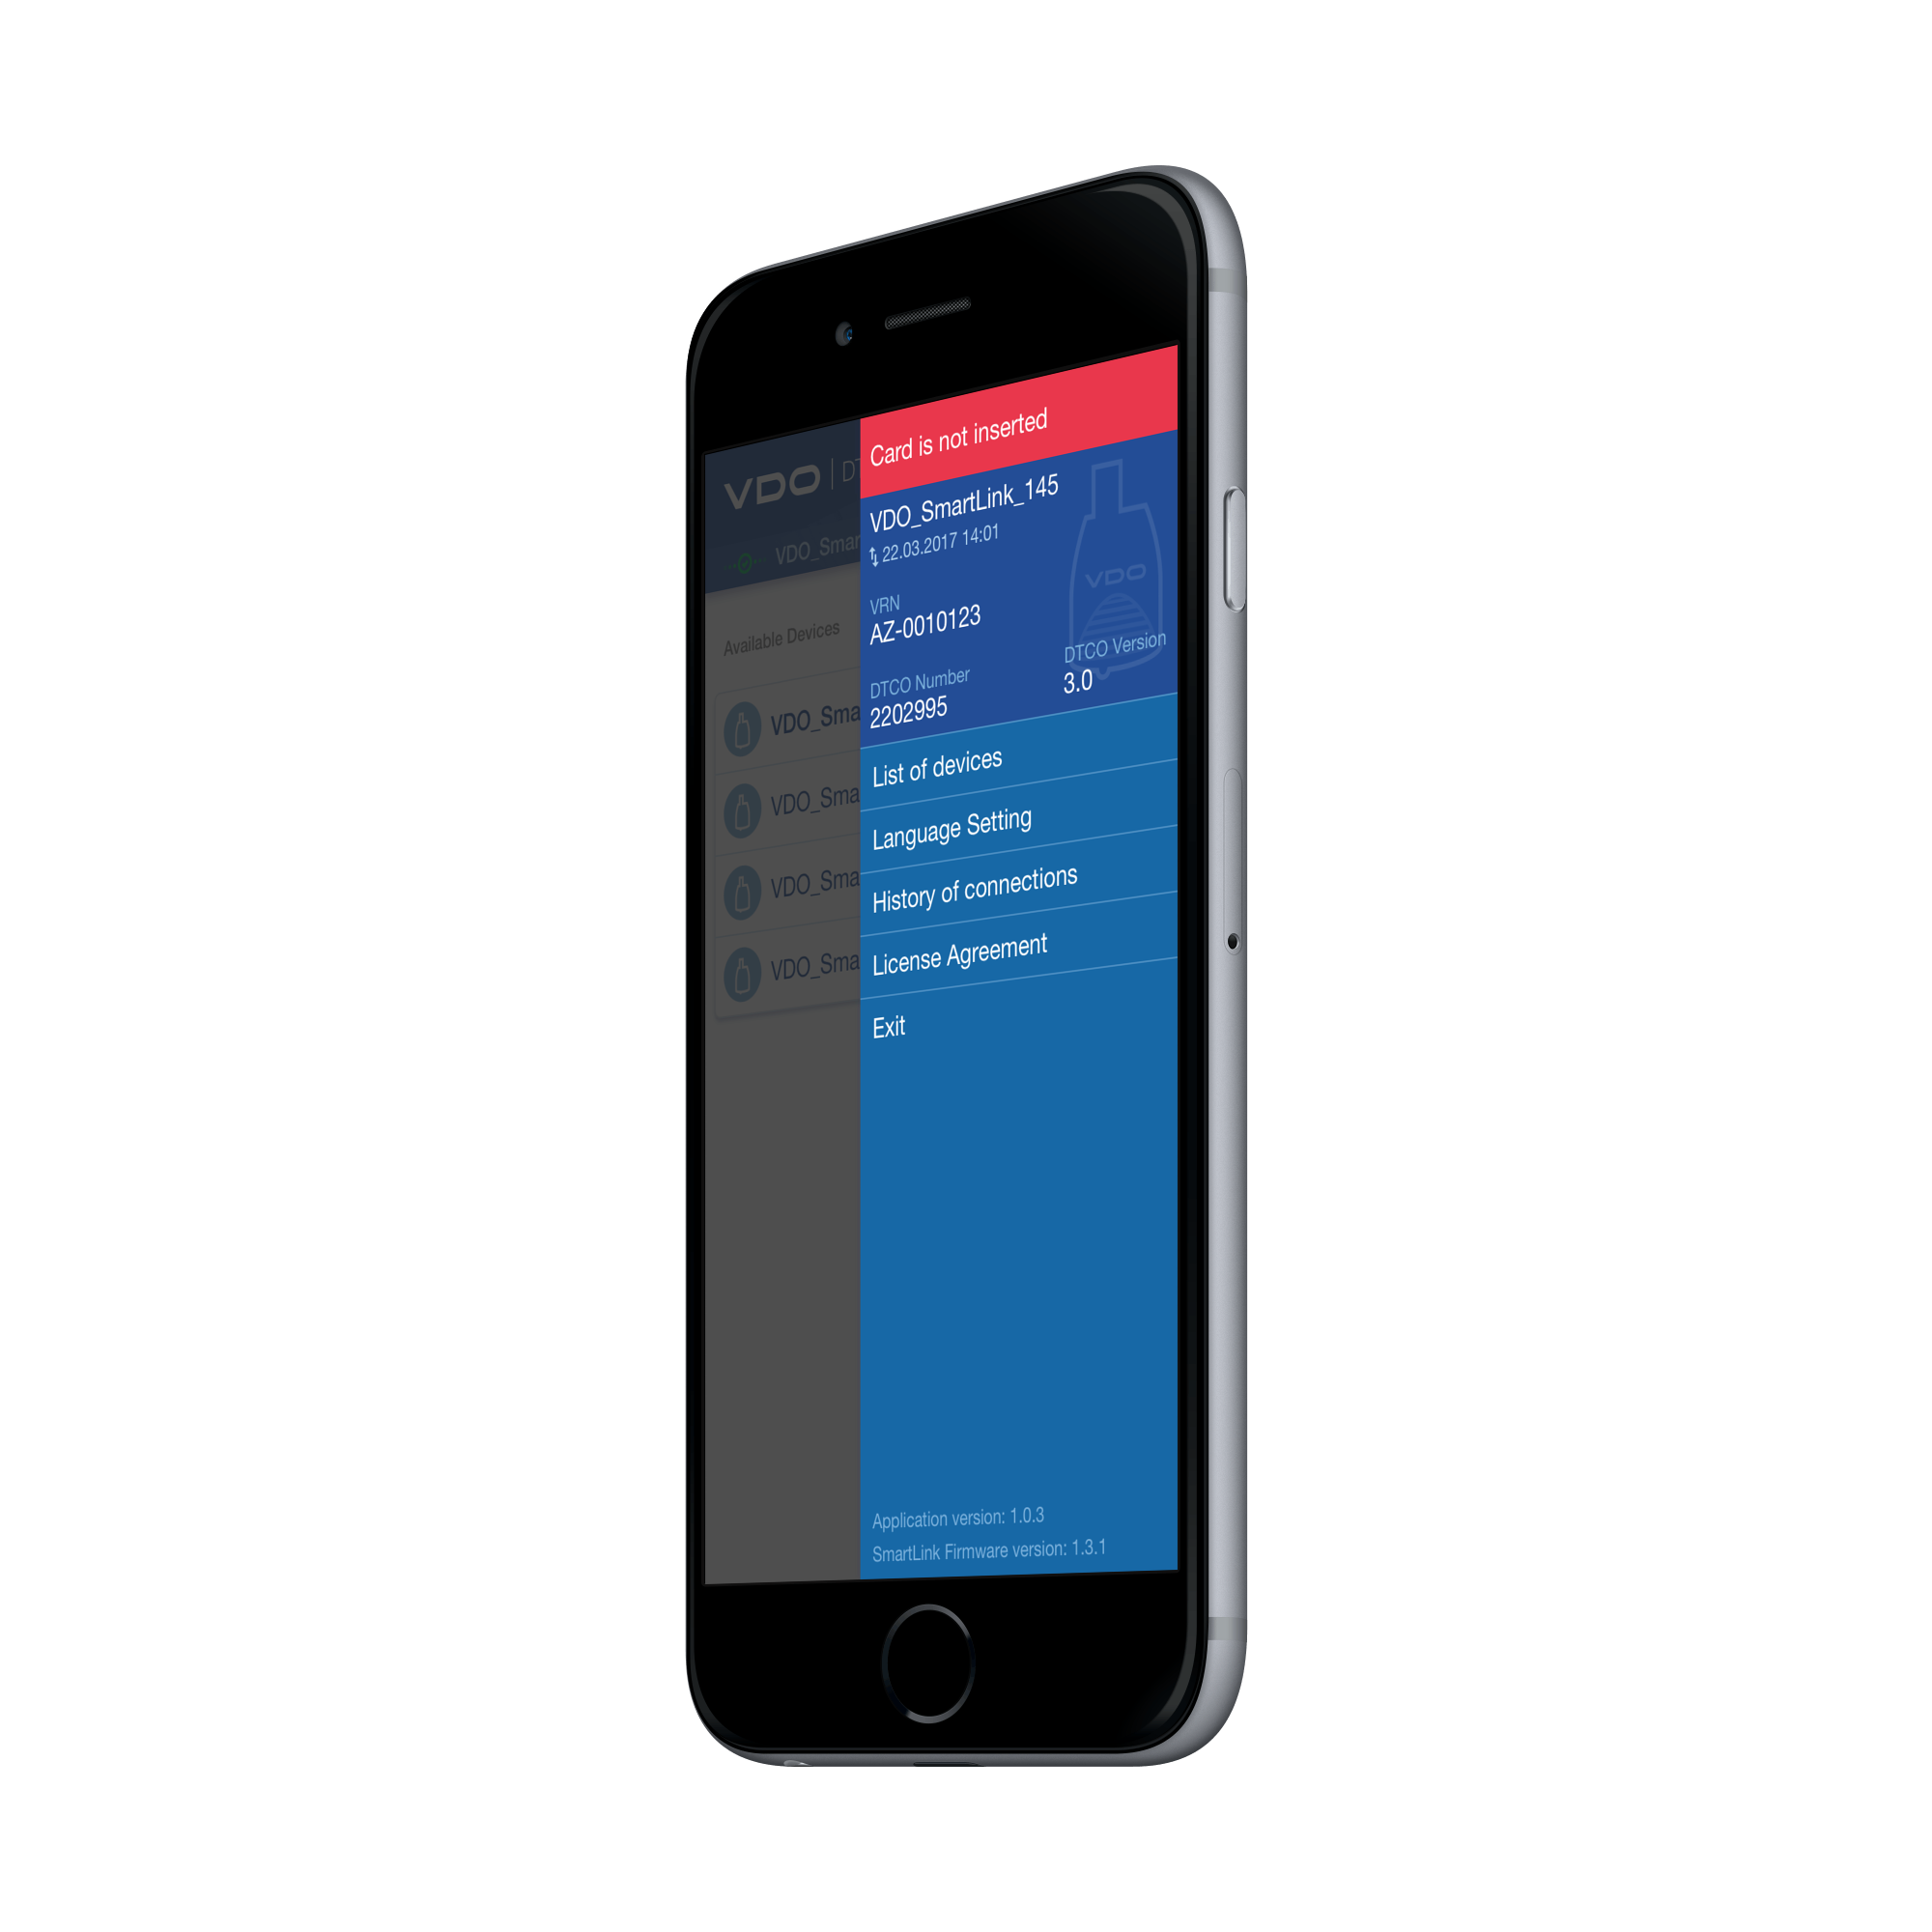 VDO
VDO_Smar
Available Devices
VDO_Sma
VDO_Sma
VDO_Sma
VDO_Sma
Card is not inserted
VDO_SmartLink_145
22.03.2017 14:01
VDO
VRN
AZ-0010123
DTCO Number
2202995
DTCO Version
3.0
List of devices
Language Setting
History of connections
License Agreement
Exit
Application version: 1.0.3
SmartLink Firmware version: 1.3.1